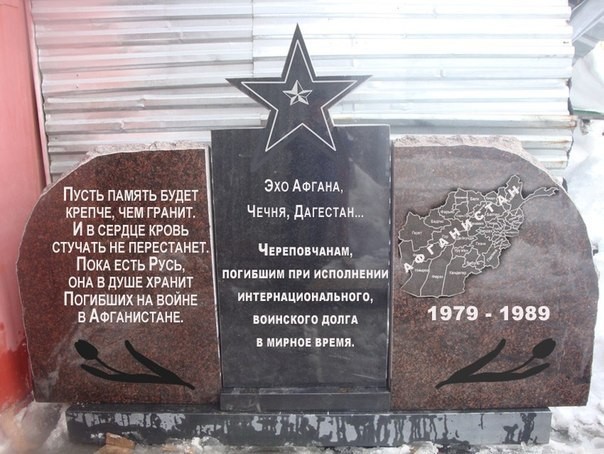 Пусть память будет
крепче, чем гранит.
И в сердце кровь
стучать не перестанет.
Пока есть Русь,
она в душе хранит
Погибших на войне
в Афганистане.
Эхо Афгана,
Чечня, Дагестан...
Череповчанам,
погибшим при исполнении
интернационального,
воинского долга
в мирное время.
АФГАНИСТАН
1979 - 1989